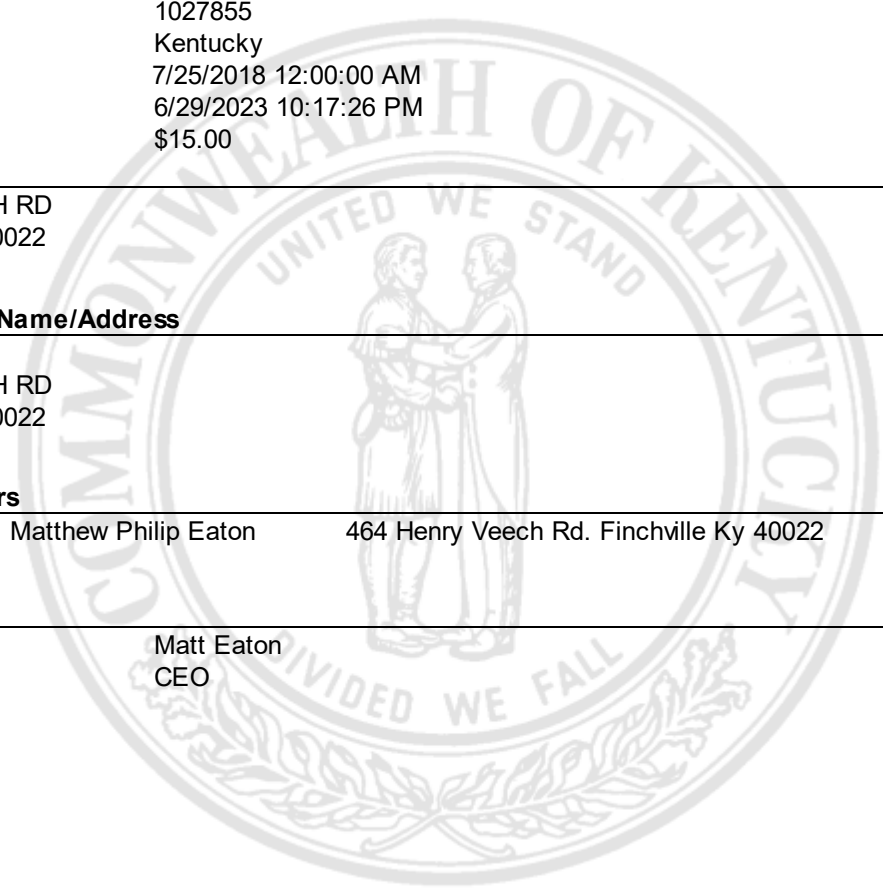 1027855
Kentucky
7/25/2018 12:00:00 AM
6/29/2023 10:17:26 PM
$15.00
H RD
0022
Name/Address
H RD
0022
rs
Matthew Philip Eaton 464 Henry Veech Rd. Finchville Ky 40022
Matt Eaton
CEO
COMMONWEALTH OF KENTUCKY
UNITED WE STAND
DIVIDED WE FALL